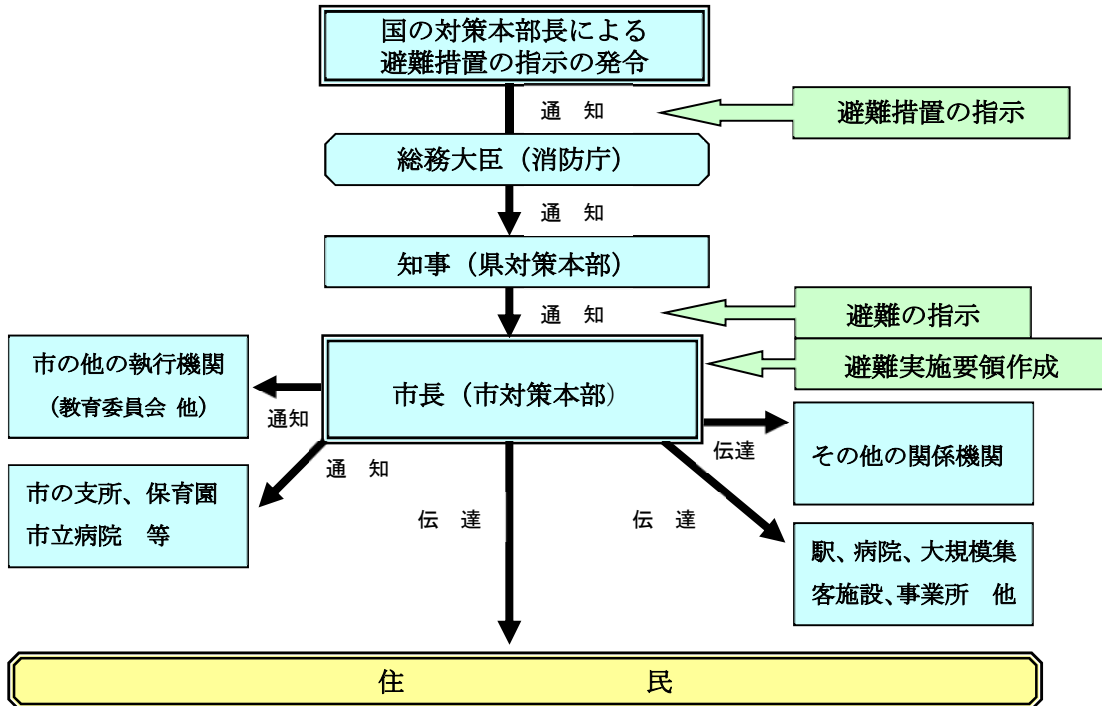 国の対策本部長による
避難措置の指示の発令
通 知
避難措置の指示
総務大臣（消防庁）
通 知
知事（県対策本部）
通 知
避難の指示
避難実施要領作成
市の他の執行機関
（教育委員会 他）
通知
市長（市対策本部）
伝達
その他の関係機関
市の支所、保育園
市立病院 等
通 知
伝 達
伝 達
駅、病院、大規模集
客施設、事業所 他
住 民